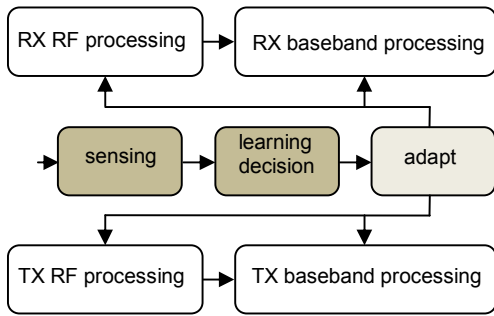 RX RF processing
RX baseband processing
sensing
learning
decision
adapt
TX RF processing
TX baseband processing